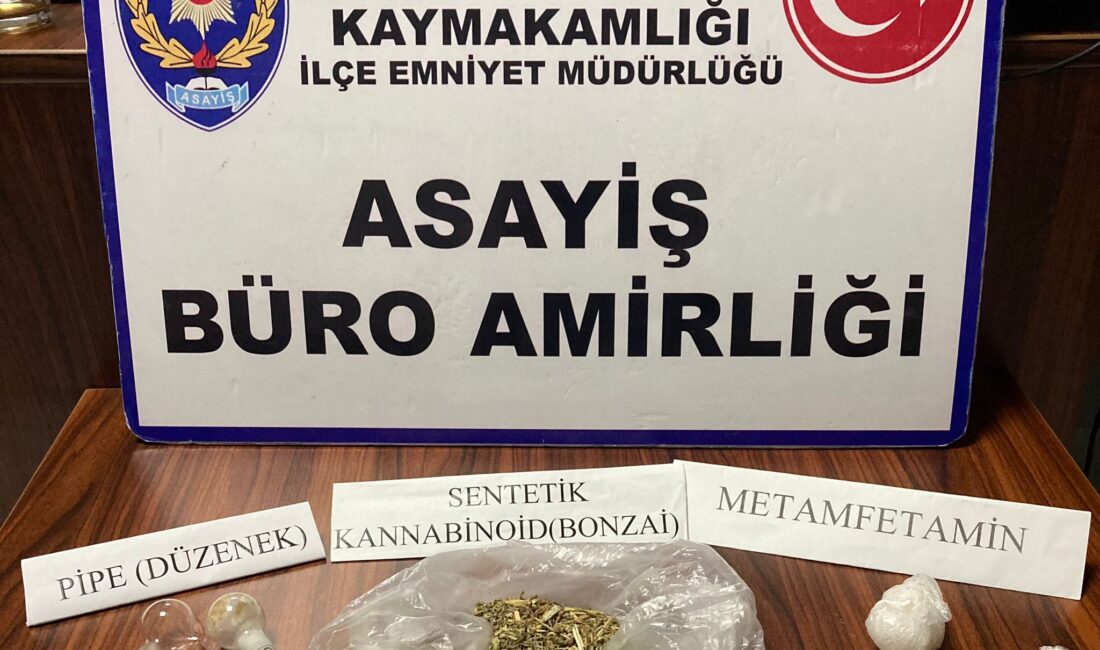 KAYMAKAMLIĞI
İLÇE EMNİYET MÜDÜRLÜĞÜ
ASAYİŞ
ASAYİŞ
BÜRO AMİRLİĞİ
PİPE (DÜZENEK)
SENTETİK
KANNABİNOİD(BONZAİ)
METAMFETAMİN